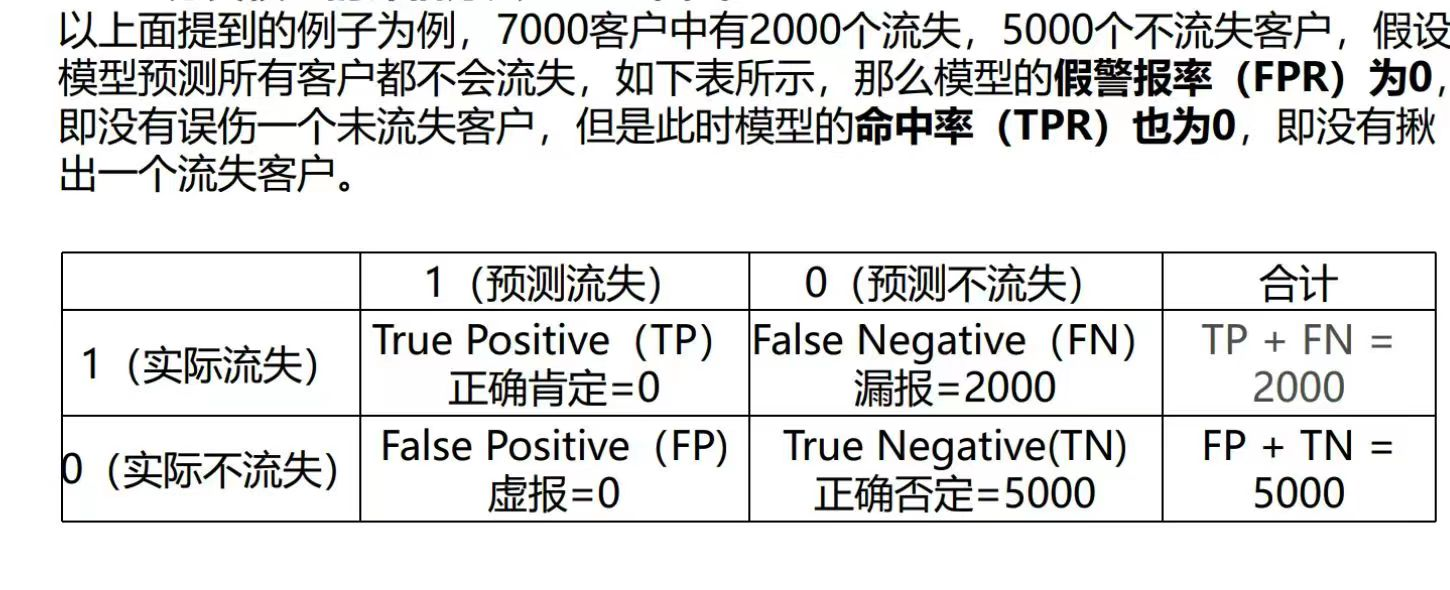 以上面提到的例子为例，7000客户中有2000个流失，5000个不流失客户，假设
模型预测所有客户都不会流失，如下表所示，那么模型的假警报率（FPR）为0，
即没有误伤一个未流失客户，但是此时模型的命中率（TPR）也为0，即没有揪
出一个流失客户。
1（预测流失） 0（预测不流失） 合计
1（实际流失） True Positive（TP） False Negative（FN） TP + FN =
正确肯定=0 漏报=2000 2000
0（实际不流失） False Positive（FP) True Negative(TN) FP + TN =
虚报=0 正确否定=5000 5000